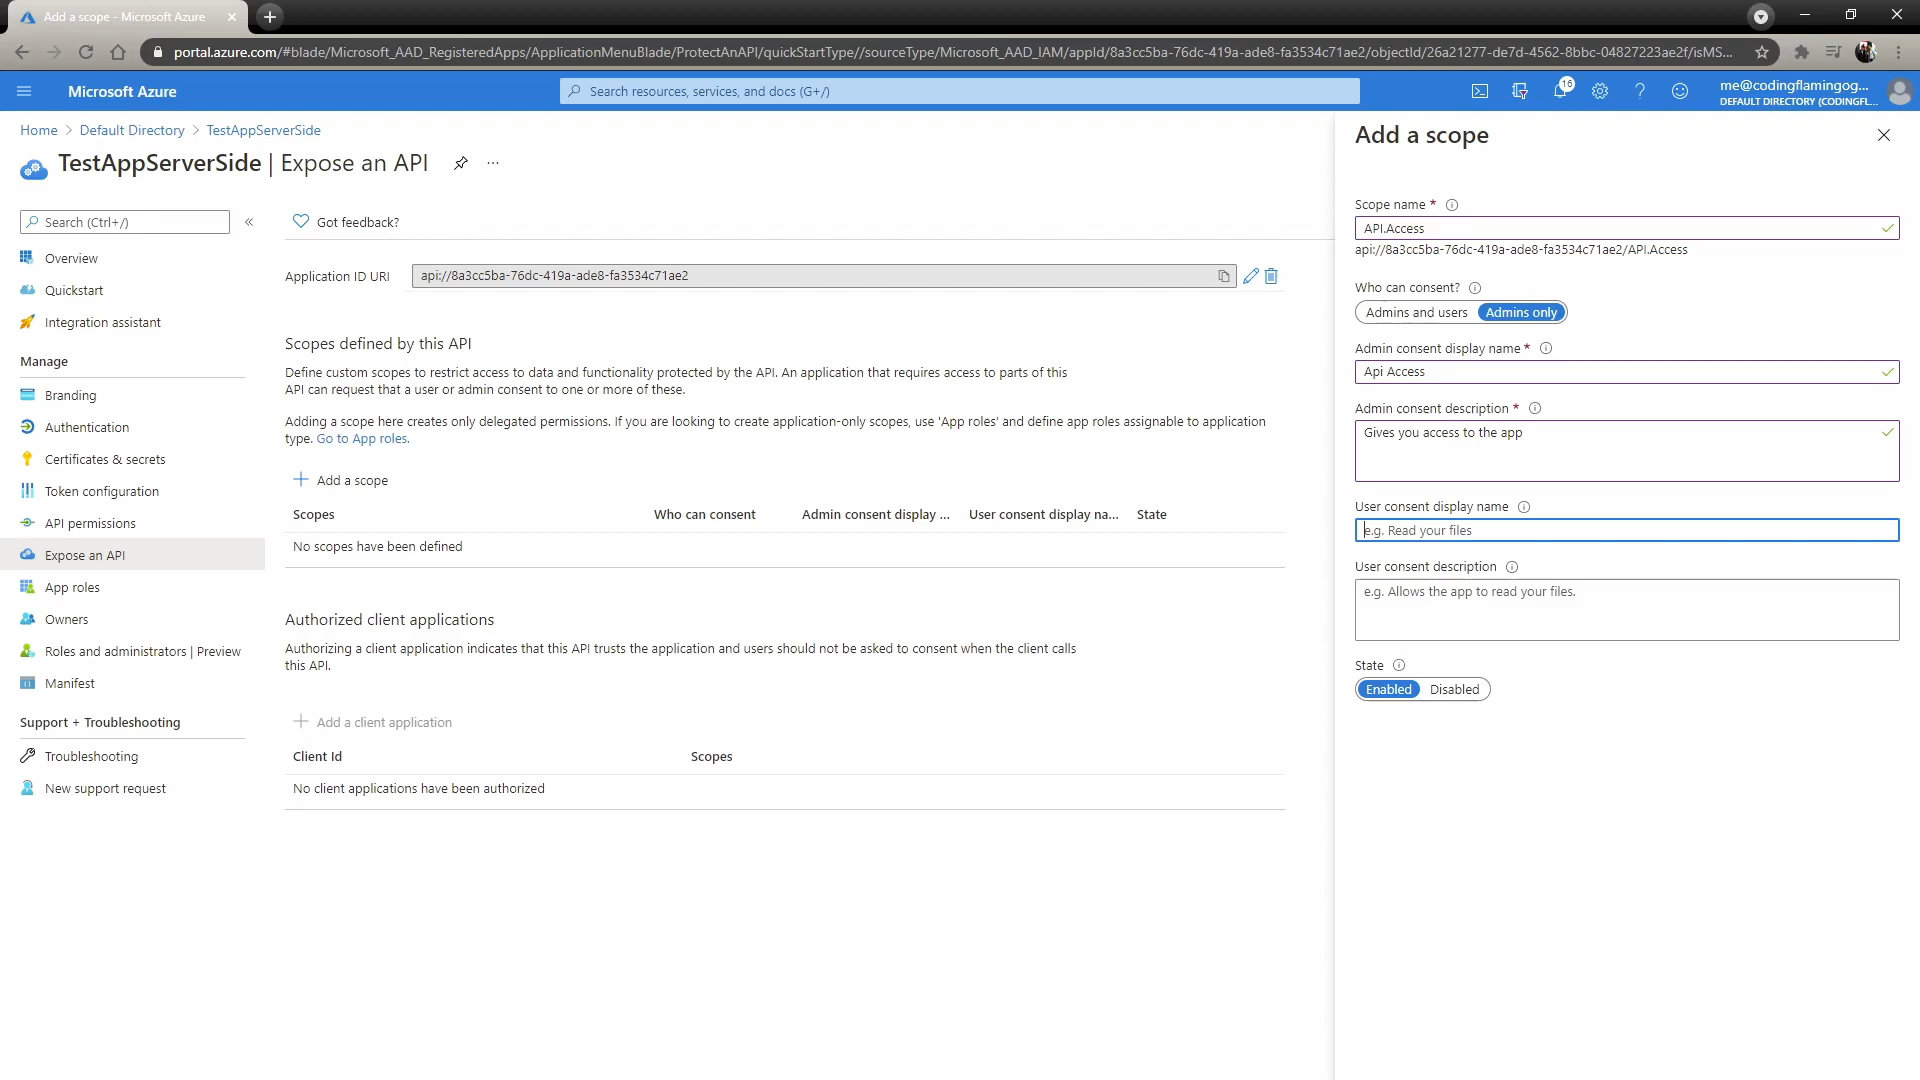 Add a scope - Microsoft Azure
portal.azure.com/#blade/Microsoft_AAD_RegisteredApps/ApplicationMenuBlade/ProtectAnAPI/quickStartType//sourceType/Microsoft_AAD_IAM/appId/8a3cc5ba-76dc-419a-ade8-fa3534c71ae2/objectId/26a21277-de7d-4562-8bbc-04827223ae2f/isMS...
Microsoft Azure
Search resources, services, and docs (G+/)
16
me@codingflamingog...
DEFAULT DIRECTORY (CODINGFL...
Home > Default Directory > TestAppServerSide
TestAppServerSide | Expose an API
...
Search (Ctrl+/)
«
Overview
Quickstart
Integration assistant
Manage
Branding
Authentication
Certificates & secrets
Token configuration
API permissions
Expose an API
App roles
Owners
Roles and administrators | Preview
Manifest
Support + Troubleshooting
Troubleshooting
New support request
Got feedback?
Application ID URI
api://8a3cc5ba-76dc-419a-ade8-fa3534c71ae2
Scopes defined by this API
Define custom scopes to restrict access to data and functionality protected by the API. An application that requires access to parts of this
API can request that a user or admin consent to one or more of these.
Adding a scope here creates only delegated permissions. If you are looking to create application-only scopes, use 'App roles' and define app roles assignable to application
type. Go to App roles.
Add a scope
Scopes Who can consent Admin consent display ... User consent display na... State
No scopes have been defined
Authorized client applications
Authorizing a client application indicates that this API trusts the application and users should not be asked to consent when the client calls
this API.
Add a client application
Client Id Scopes
No client applications have been authorized
Add a scope
Scope name *
API.Access
api://8a3cc5ba-76dc-419a-ade8-fa3534c71ae2/API.Access
Who can consent?
Admins and users Admins only
Admin consent display name *
Api Access
Admin consent description *
Gives you access to the app
User consent display name
e.g. Read your files
User consent description
e.g. Allows the app to read your files.
State
Enabled Disabled